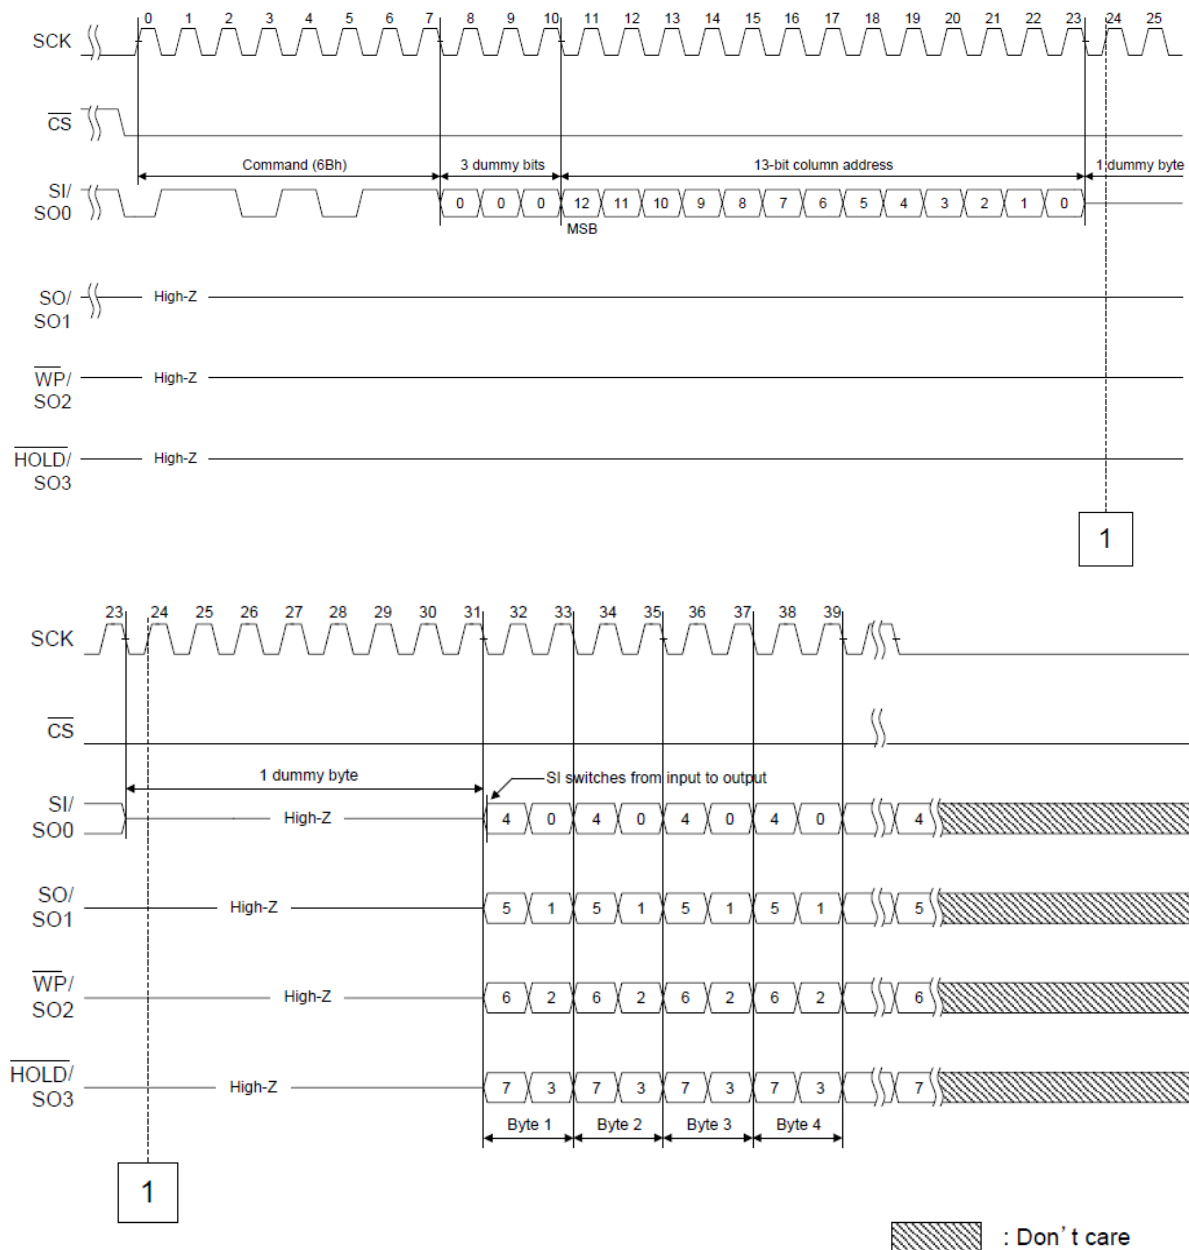 0 1 2 3 4 5 6 7 8 9 10 11 12 13 14 15 16 17 18 19 20 21 22 23 24 25
SCK
CS
Command (6Bh) 3 dummy bits 13-bit column address 1 dummy byte
SI/
SO0
0 0 0 12 11 10 9 8 7 6 5 4 3 2 1 0
MSB
SO/
SO1
High-Z
WP/
SO2
High-Z
HOLD/
SO3
High-Z
1
23 24 25 26 27 28 29 30 31 32 33 34 35 36 37 38 39
SCK
CS
1 dummy byte SI switches from input to output
SI/
SO0
High-Z 4 0 4 0 4 0 4 0 4
SO/
SO1
High-Z 5 1 5 1 5 1 5 1 5
WP/
SO2
High-Z 6 2 6 2 6 2 6 2 6
HOLD/
SO3
High-Z 7 3 7 3 7 3 7 3 7
Byte 1 Byte 2 Byte 3 Byte 4
1
: Don't care